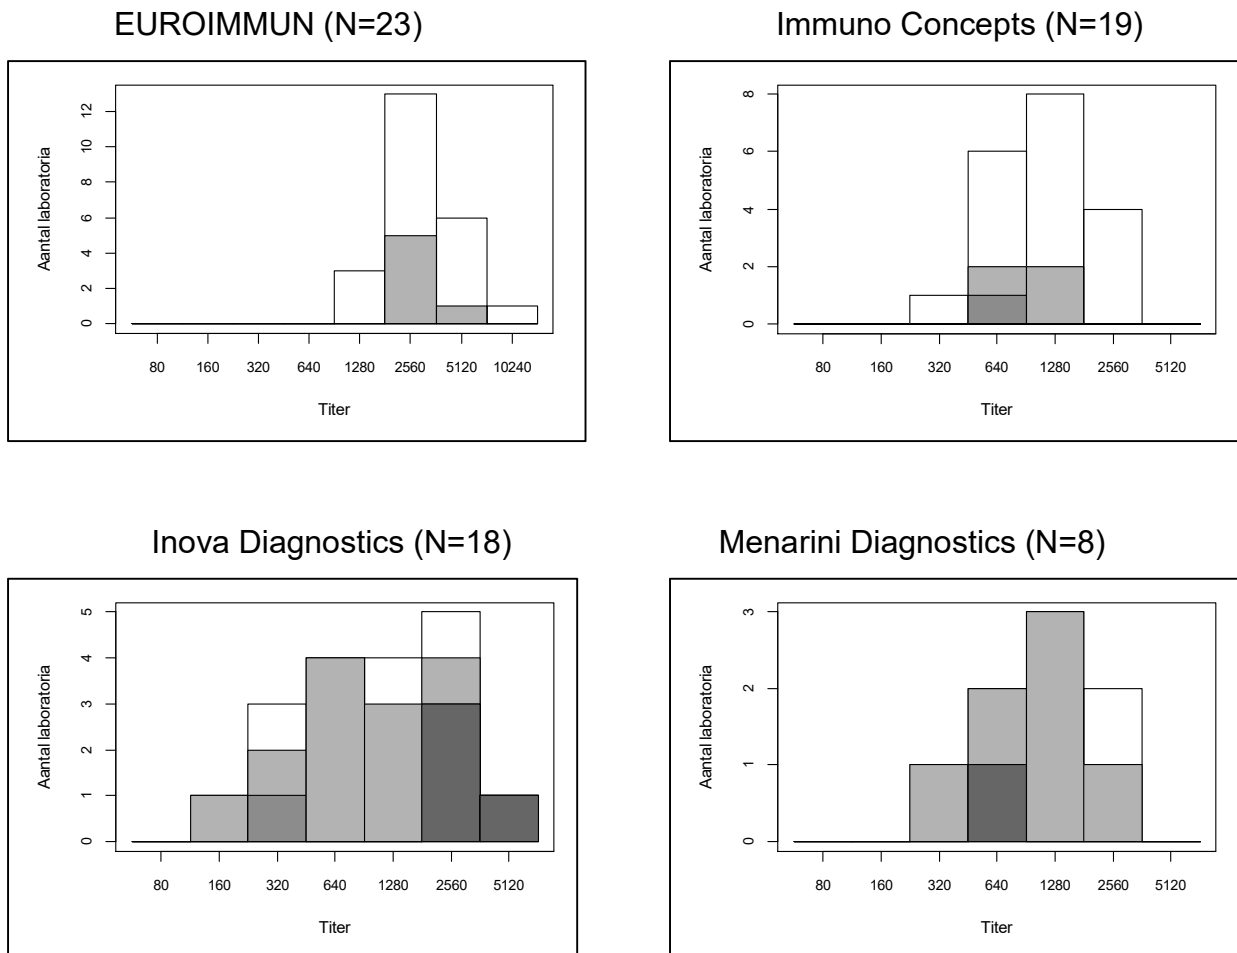 EUROIMMUN (N=23)
Aantal laboratoria
12
10
8
6
4
2
0
80 160 320 640 1280 2560 5120 10240
Titer
Immuno Concepts (N=19)
Aantal laboratoria
8
6
4
2
0
80 160 320 640 1280 2560 5120
Titer
Inova Diagnostics (N=18)
Aantal laboratoria
5
4
3
2
1
0
80 160 320 640 1280 2560 5120
Titer
Menarini Diagnostics (N=8)
Aantal laboratoria
3
2
1
0
80 160 320 640 1280 2560 5120
Titer